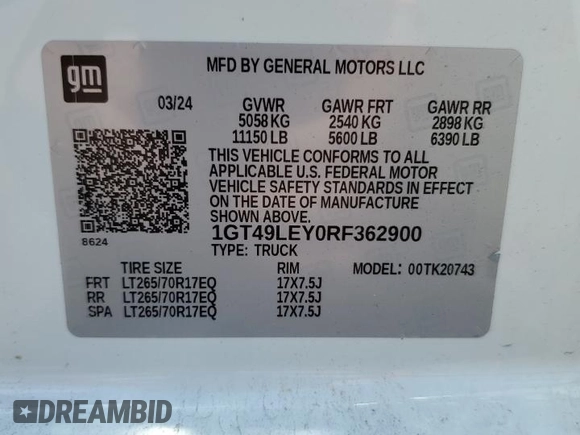 gm
MFD BY GENERAL MOTORS LLC
03/24 GVWR GAWR FRT GAWR RR
5058 KG 2540 KG 2898 KG
11150 LB 5600 LB 6390 LB
THIS VEHICLE CONFORMS TO ALL
APPLICABLE U.S. FEDERAL MOTOR
VEHICLE SAFETY STANDARDS IN EFFECT
ON THE DATE OF MANUFACTURE
SHOWN ABOVE.
8624
1GT49LEY0RF362900
TYPE: TRUCK
TIRE SIZE RIM MODEL: 00TK20743
FRT LT265/70R17EQ 17X7.5J
RR LT265/70R17EQ 17X7.5J
SPA LT265/70R17EQ 17X7.5J
DREAMBID